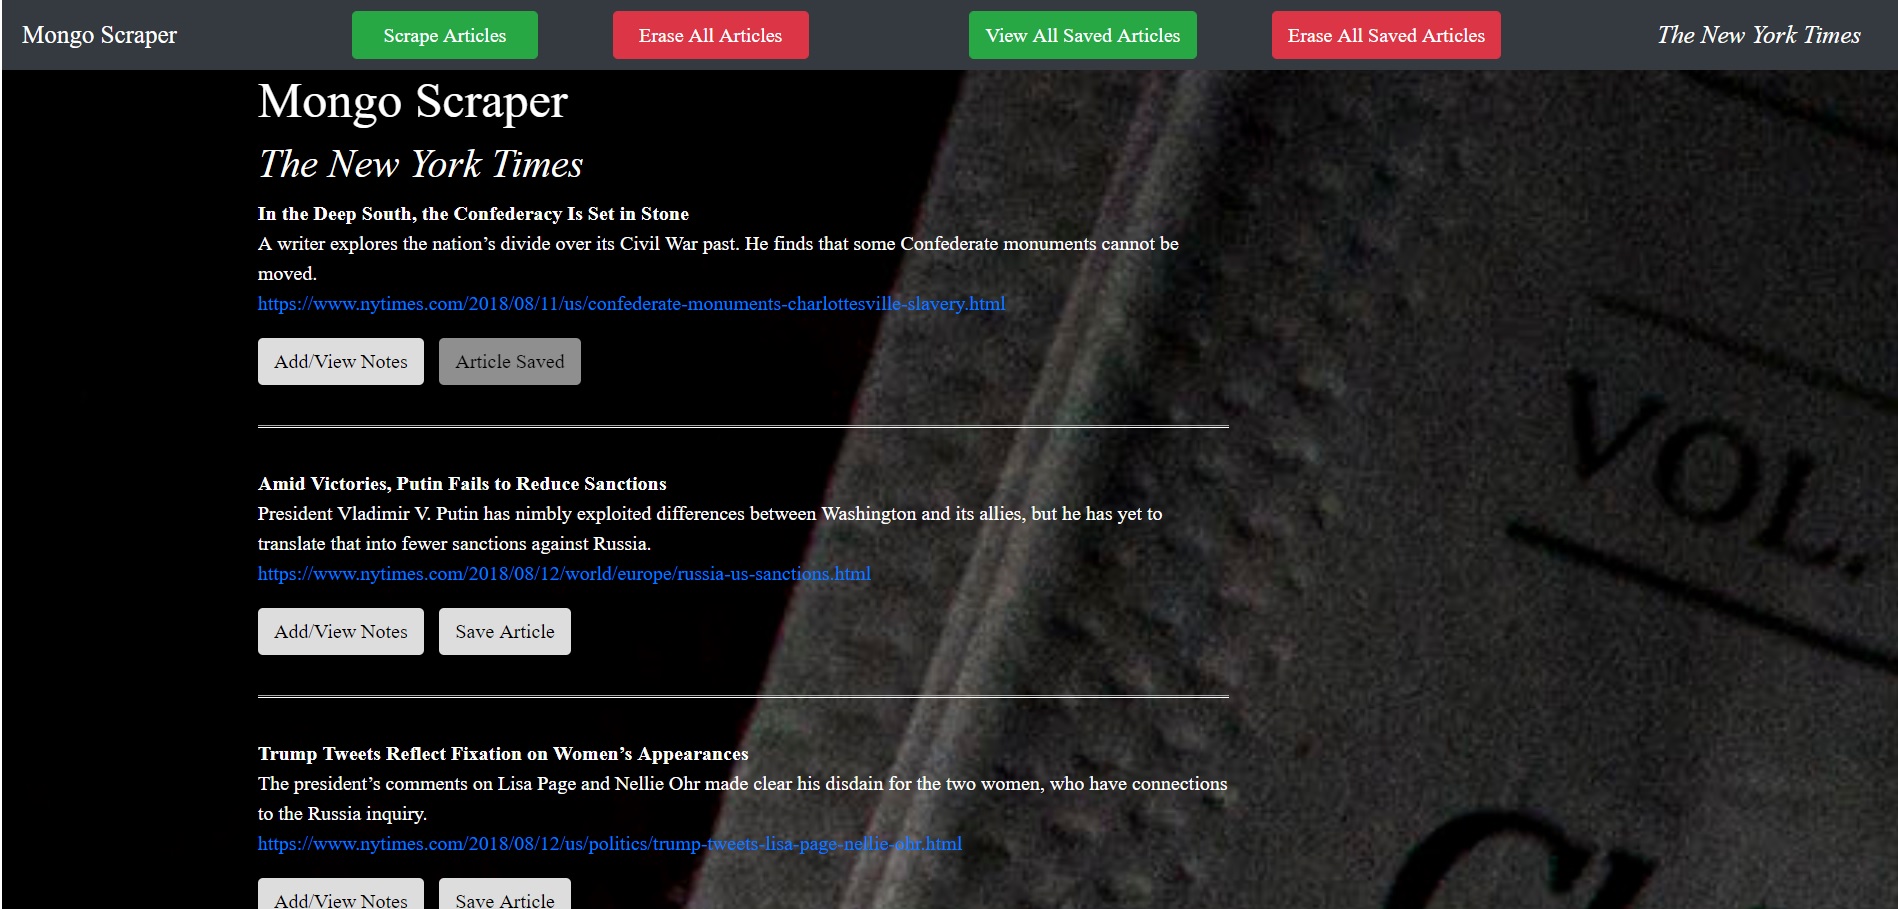 Mongo Scraper
Scrape Articles
Erase All Articles
View All Saved Articles
Erase All Saved Articles
The New York Times
Mongo Scraper
The New York Times
In the Deep South, the Confederacy Is Set in Stone
A writer explores the nation’s divide over its Civil War past. He finds that some Confederate monuments cannot be
moved.
https://www.nytimes.com/2018/08/11/us/confederate-monuments-charlottesville-slavery.html
Add/View Notes
Article Saved
Amid Victories, Putin Fails to Reduce Sanctions
President Vladimir V. Putin has nimbly exploited differences between Washington and its allies, but he has yet to
translate that into fewer sanctions against Russia.
https://www.nytimes.com/2018/08/12/world/europe/russia-us-sanctions.html
Add/View Notes
Save Article
Trump Tweets Reflect Fixation on Women’s Appearances
The president’s comments on Lisa Page and Nellie Ohr made clear his disdain for the two women, who have connections
to the Russia inquiry.
https://www.nytimes.com/2018/08/12/us/politics/trump-tweets-lisa-page-nellie-ohr.html
Add/View Notes
Save Article
VOL.